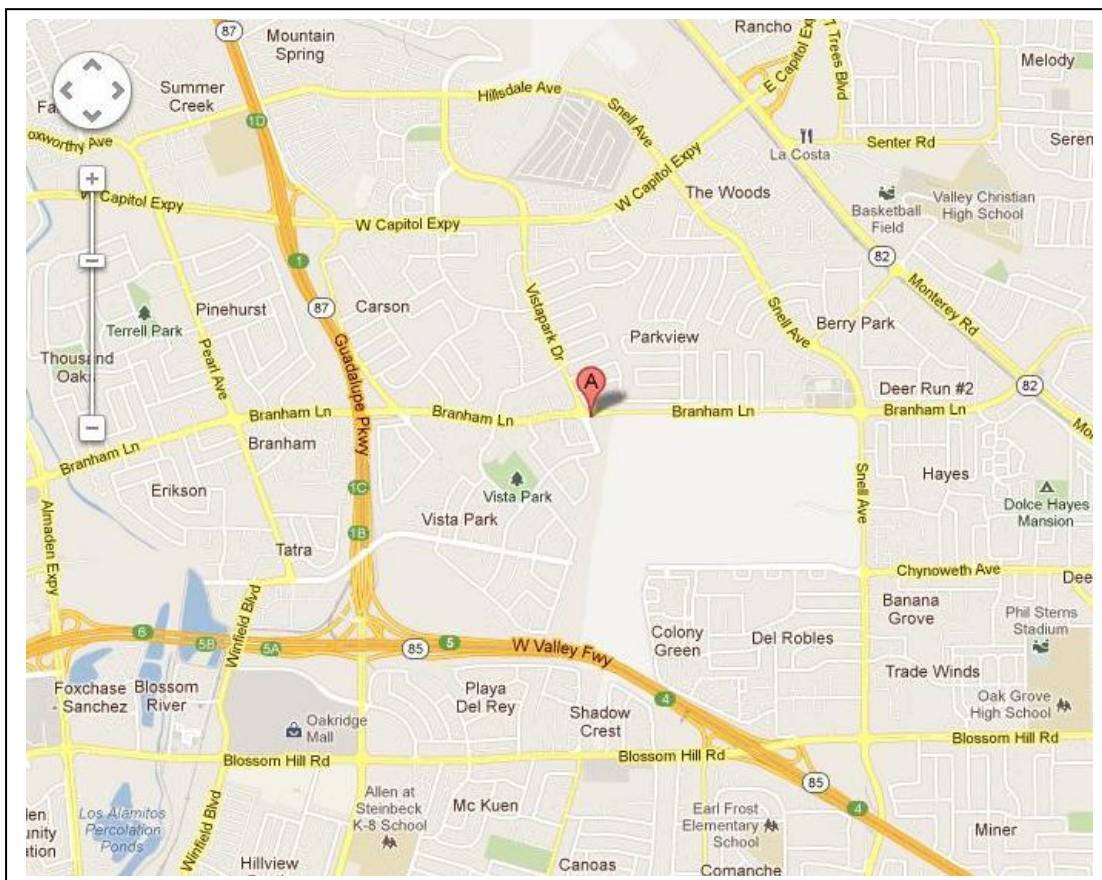 87
Mountain
Spring
Rancho
E Capitol Expy
Trees Blvd
Melody
Summer
Creek
Hillsdale Ave
Snell Ave
oxworthy Ave
1D
La Costa
Senter Rd
Seren
W Capitol Expy
W Capitol Expy
W Capitol Expy
The Woods
Valley Christian
High School
Basketball
Field
82
1
87
Carson
Pinehurst
Terrell Park
Vistapark Dr
Parkview
Snell Ave
Berry Park
Monterey Rd
Thousand
Oaks
Pearl Ave
Guadalupe Pkwy
A
Deer Run #2
82
Branham Ln
Branham Ln
Branham Ln
Branham Ln
Branham Ln
Branham
Mo
Erikson
1C
Vista Park
Hayes
Dolce Hayes
Mansion
Almaden Expy
1B
Vista Park
Snell Ave
Tatra
Chynoweth Ave
Dee
Winfield Blvd
Banana
Grove
Phil Sterns
Stadium
6
5B
5A
85
5
W Valley Fwy
Colony
Green
Del Robles
Trade Winds
Foxchase
- Sanchez
Blossom
River
Playa
Del Rey
4
Oak Grove
High School
Oakridge
Mall
Shadow
Crest
Blossom Hill Rd
Blossom Hill Rd
Blossom Hill Rd
85
Los Alamitos
Percolation
Ponds
Winfield Blvd
Allen at
Steinbeck
K-8 School
Mc Kuen
Earl Frost
Elementary
School
4
Miner
len
unity
ation
Hillview
Canoas
Comanche